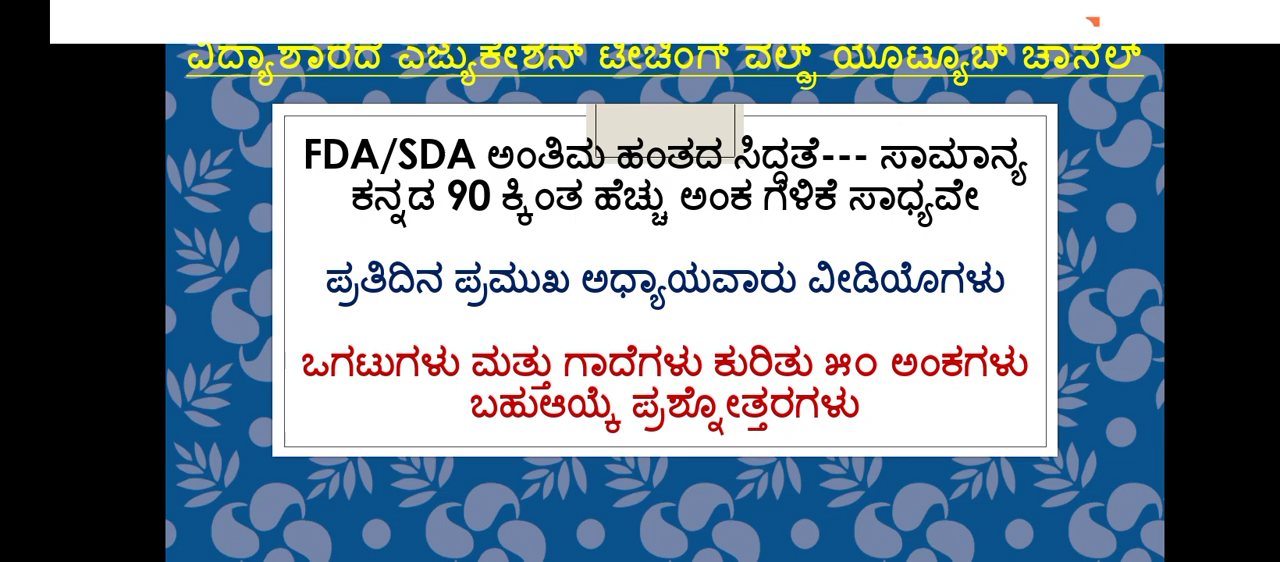 ವಿದ್ಯಾಶಾರದ ಎಜ್ಯುಕೇಶನ್ ಟೀಚಿಂಗ್ ವರ್ಲ್ಡ್ ಯೂಟ್ಯೂಬ್ ಚಾನಲ್
FDA/SDA ಅಂತಿಮ ಹಂತದ ಸಿದ್ಧತೆ--- ಸಾಮಾನ್ಯ
ಕನ್ನಡ 90 ಕ್ಕಿಂತ ಹೆಚ್ಚು ಅಂಕ ಗಳಿಕೆ ಸಾಧ್ಯವೇ
ಪ್ರತಿದಿನ ಪ್ರಮುಖ ಅಧ್ಯಾಯವಾರು ವೀಡಿಯೊಗಳು
ಒಗಟುಗಳು ಮತ್ತು ಗಾದೆಗಳು ಕುರಿತು ೫೦ ಅಂಕಗಳು
ಬಹುಆಯ್ಕೆ ಪ್ರಶ್ನೋತ್ತರಗಳು